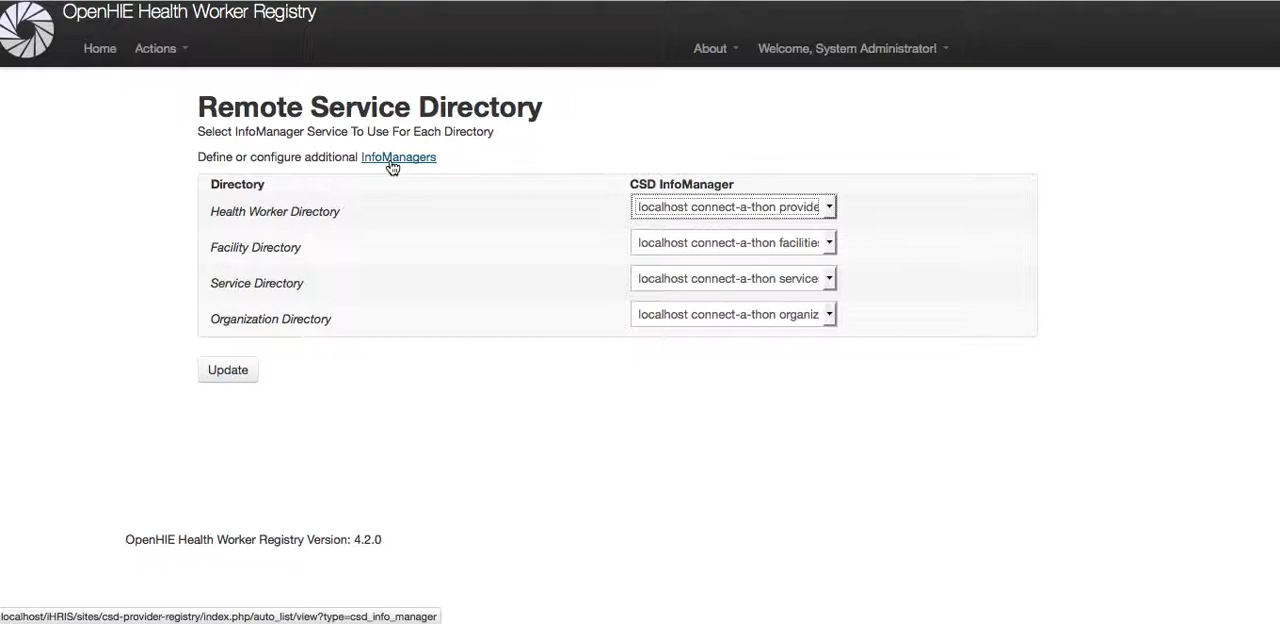 OpenHIE Health Worker Registry
Home Actions About Welcome, System Administrator!
Remote Service Directory
Select InfoManager Service To Use For Each Directory
Define or configure additional InfoManagers
Directory CSD InfoManager
Health Worker Directory localhost connect-a-thon provide
Facility Directory localhost connect-a-thon facilities
Service Directory localhost connect-a-thon service
Organization Directory localhost connect-a-thon organiz
Update
OpenHIE Health Worker Registry Version: 4.2.0
localhost/iHRIS/sites/csd-provider-registry/index.php/auto_list/view?type=csd_info_manager